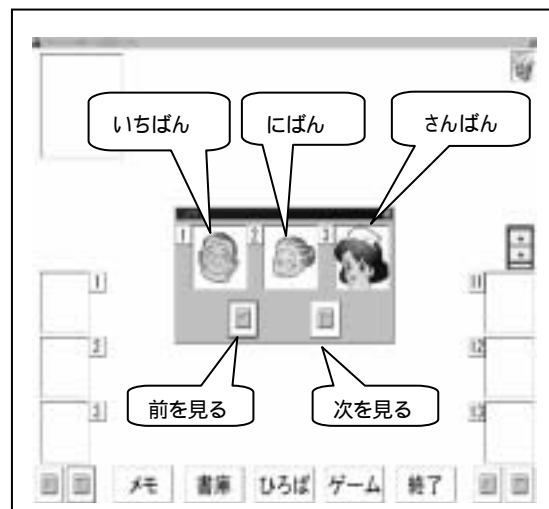 いちばん
にばん
さんばん
1 2 3
1
2
3
11
12
13
前を見る
次を見る
メモ 書庫 ひろば ゲーム 終了